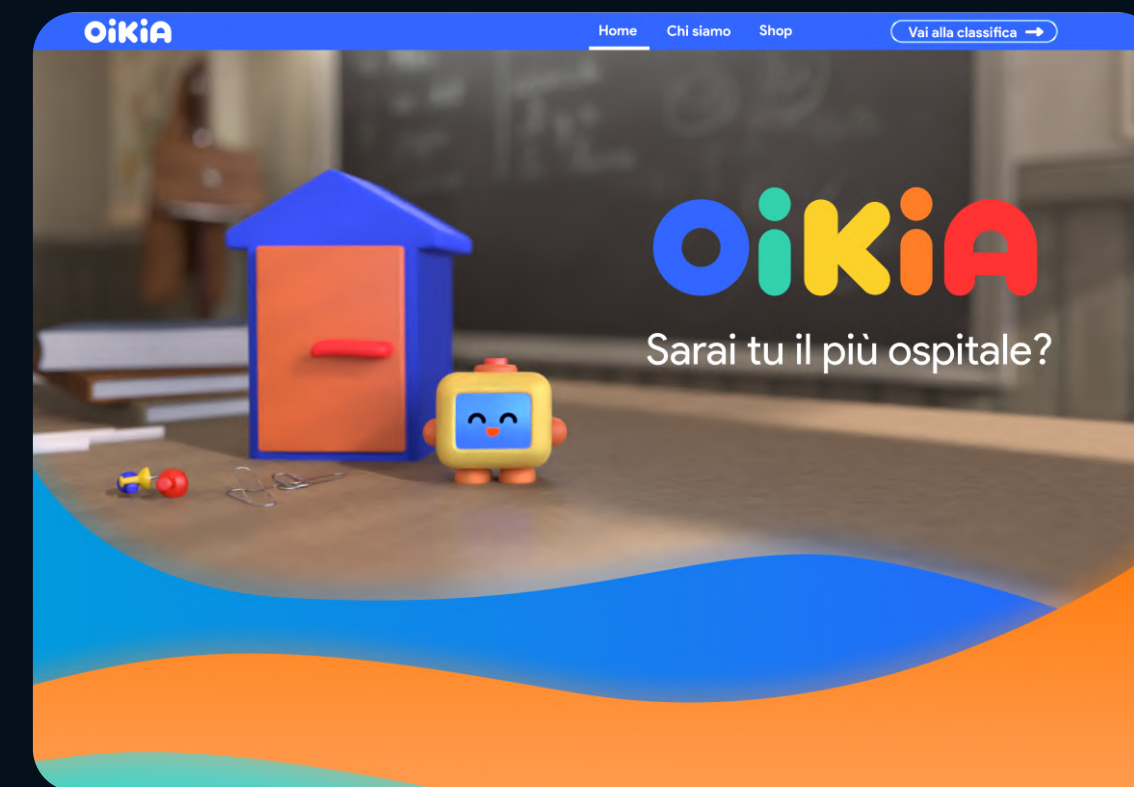 OiKiA
Home Chi siamo Shop
Vai alla classifica →
OiKiA
Sarai tu il più ospitale?